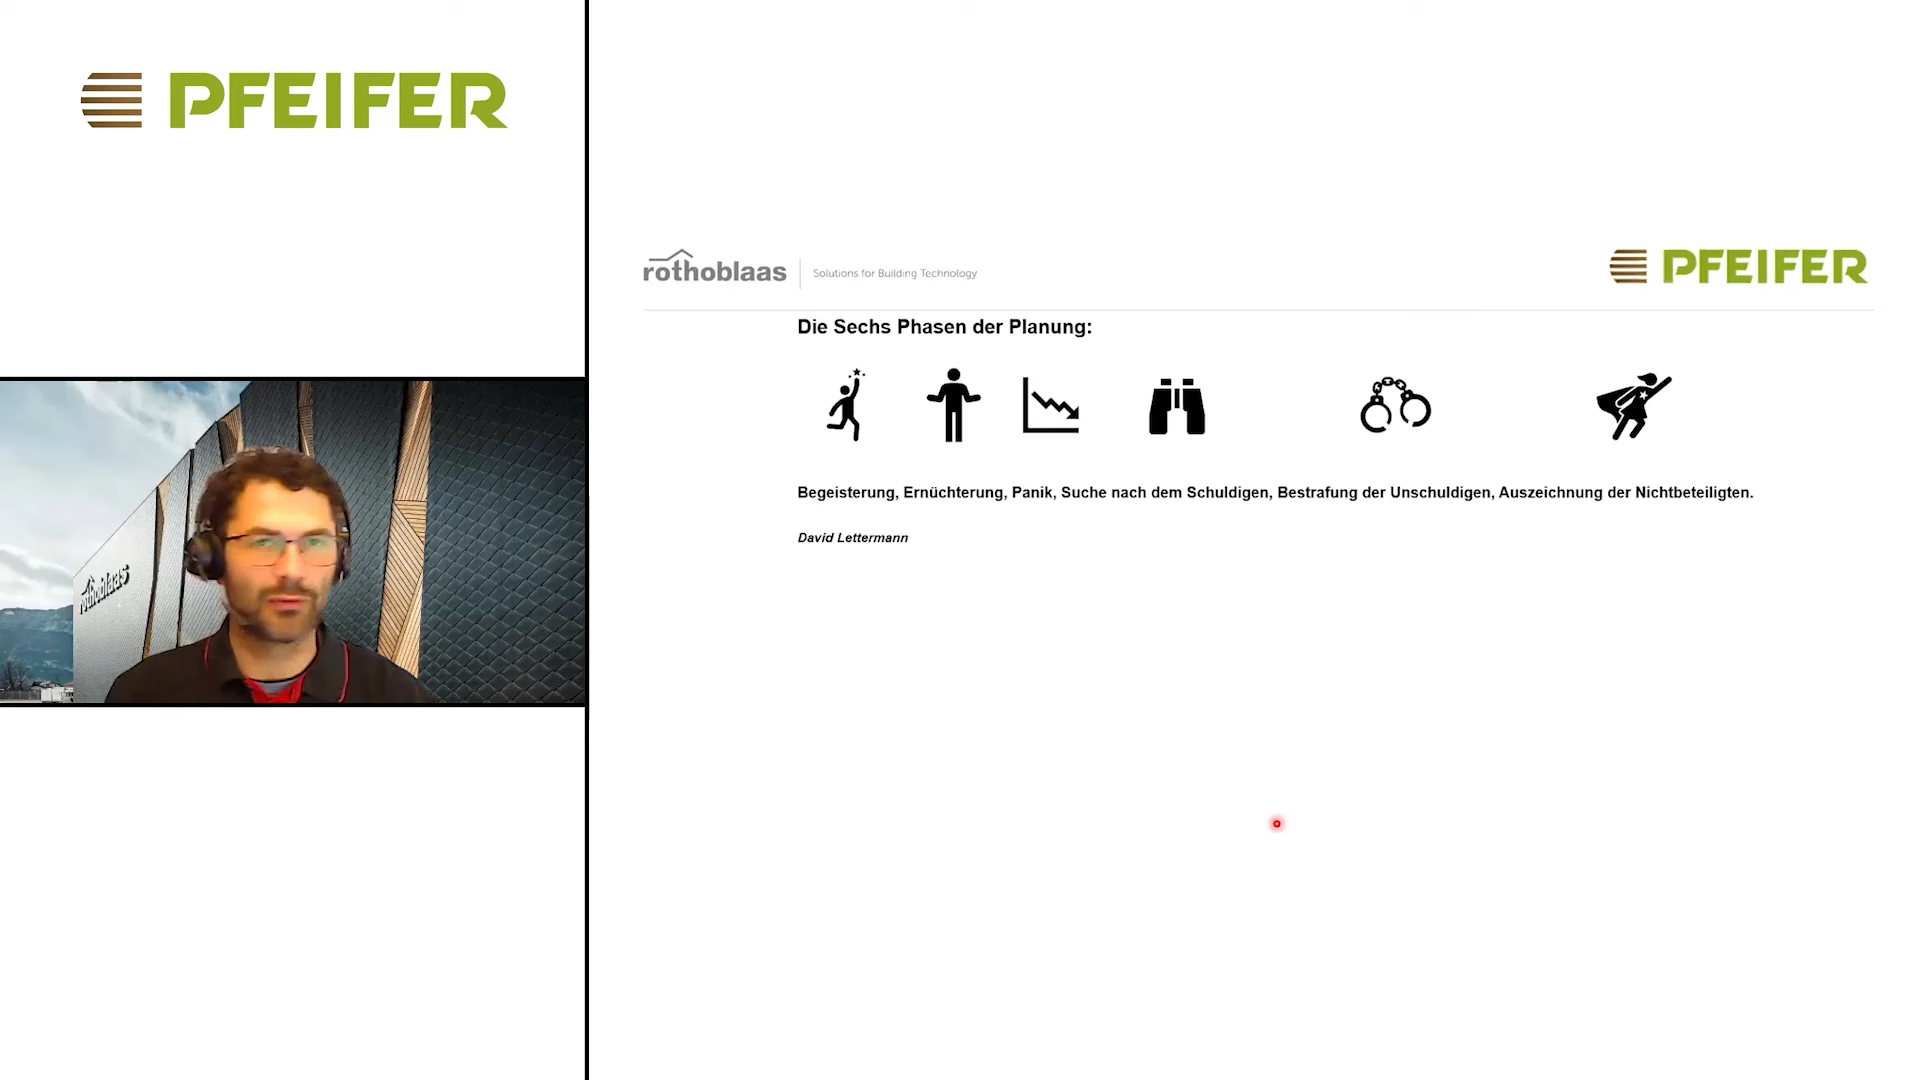 PFEIFER
rothoblaas
Solutions for Building Technology
PFEIFER
Die Sechs Phasen der Planung:
Begeisterung, Ernüchterung, Panik, Suche nach dem Schuldigen, Bestrafung der Unschuldigen, Auszeichnung der Nichtbeteiligten.
David Lettermann
rothoblaas